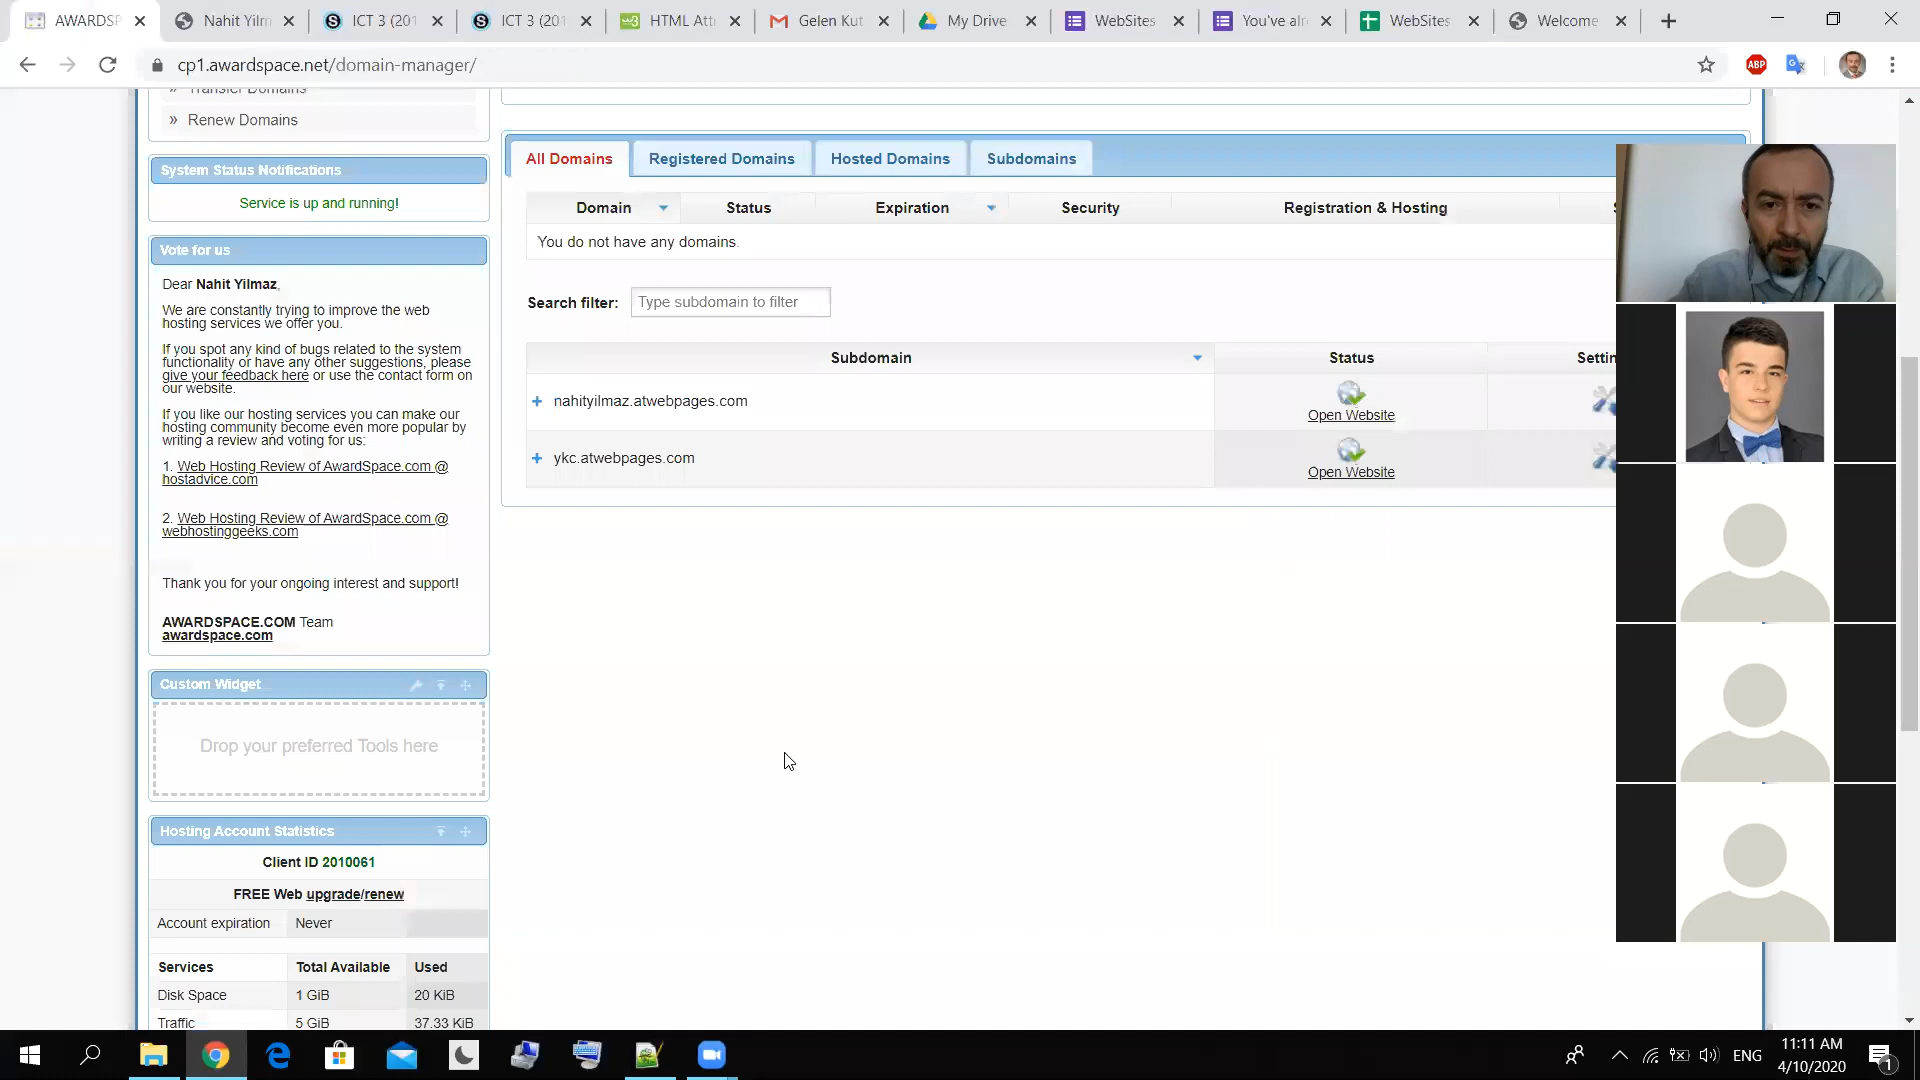 AWARDSP
Nahit Yılm
ICT 3 (201
ICT 3 (201
HTML Att
Gelen Kut
My Drive
WebSites
You've alr
WebSites
Welcome
cp1.awardspace.net/domain-manager/
ABP
» Transfer Domains
» Renew Domains
System Status Notifications
Service is up and running!
Vote for us
Dear Nahit Yilmaz,
We are constantly trying to improve the web
hosting services we offer you.
If you spot any kind of bugs related to the system
functionality or have any other suggestions, please
give your feedback here or use the contact form on
our website.
If you like our hosting services you can make our
hosting community become even more popular by
writing a review and voting for us:
1. Web Hosting Review of AwardSpace.com @
hostadvice.com
2. Web Hosting Review of AwardSpace.com @
webhostinggeeks.com
Thank you for your ongoing interest and support!
AWARDSPACE.COM Team
awardspace.com
Custom Widget
Drop your preferred Tools here
Hosting Account Statistics
Client ID 2010061
FREE Web upgrade/renew
Account expiration Never
Services Total Available Used
Disk Space 1 GiB 20 KiB
Traffic 5 GiB 37.33 KiB
All Domains Registered Domains Hosted Domains Subdomains
Domain Status Expiration Security Registration & Hosting
You do not have any domains.
Search filter: Type subdomain to filter
Subdomain Status Settin
nahityilmaz.atwebpages.com Open Website
ykc.atwebpages.com Open Website
ENG
11:11 AM
4/10/2020
1